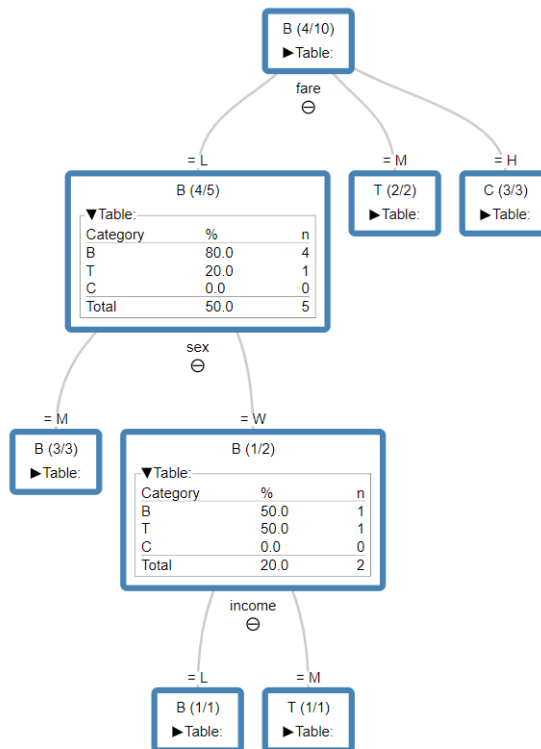 B (4/10)
►Table:
fare
⊖
= L
= M
= H
B (4/5)
▼Table:
Category % n
B 80.0 4
T 20.0 1
C 0.0 0
Total 50.0 5
T (2/2)
►Table:
C (3/3)
►Table:
sex
⊖
= M
= W
B (3/3)
►Table:
B (1/2)
▼Table:
Category % n
B 50.0 1
T 50.0 1
C 0.0 0
Total 20.0 2
income
⊖
= L
= M
B (1/1)
►Table:
T (1/1)
►Table: